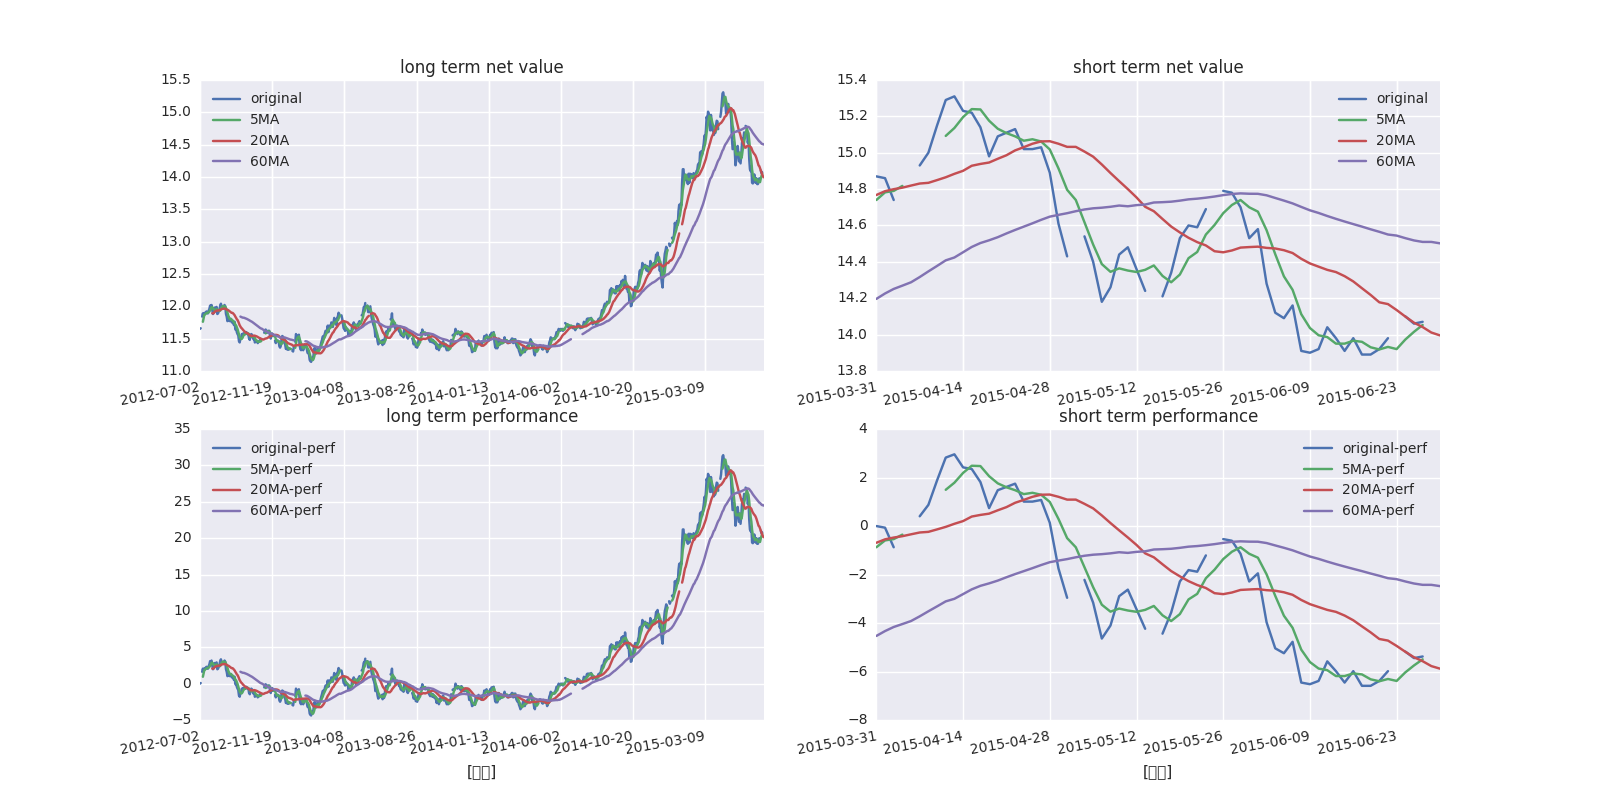 long term net value
15.5
15.0
14.5
14.0
13.5
13.0
12.5
12.0
11.5
11.0
original
5MA
20MA
60MA
2012-07-02 2012-11-19 2013-04-08 2013-08-26 2014-01-13 2014-06-02 2014-10-20 2015-03-09
short term net value
15.4
15.2
15.0
14.8
14.6
14.4
14.2
14.0
13.8
original
5MA
20MA
60MA
2015-03-31 2015-04-14 2015-04-28 2015-05-12 2015-05-26 2015-06-09 2015-06-23
long term performance
35
30
25
20
15
10
5
0
−5
original-perf
5MA-perf
20MA-perf
60MA-perf
2012-07-02 2012-11-19 2013-04-08 2013-08-26 2014-01-13 2014-06-02 2014-10-20 2015-03-09
short term performance
4
2
0
−2
−4
−6
−8
original-perf
5MA-perf
20MA-perf
60MA-perf
2015-03-31 2015-04-14 2015-04-28 2015-05-12 2015-05-26 2015-06-09 2015-06-23